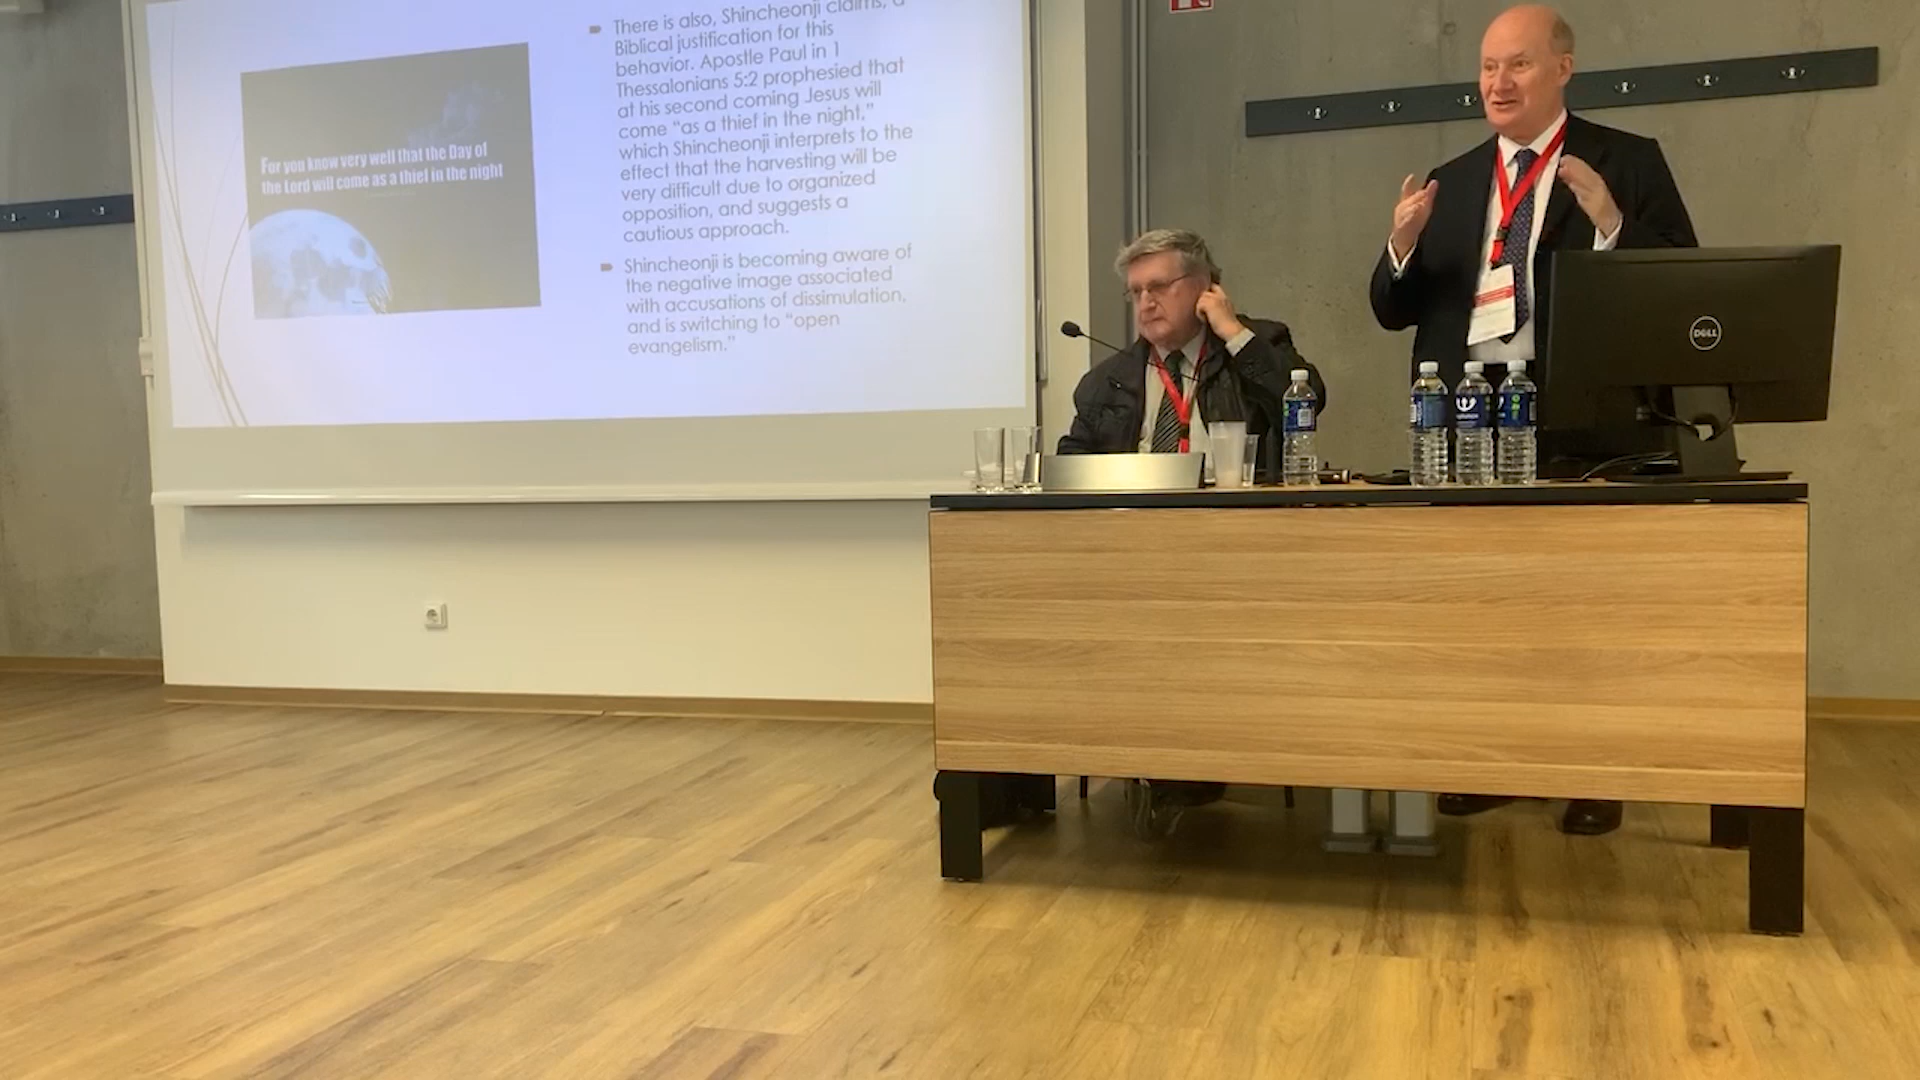 For you know very well that the Day of
the Lord will come as a thief in the night
There is also, Shincheonji claims, a
Biblical justification for this
behavior. Apostle Paul in 1
Thessalonians 5:2 prophesied that
at his second coming Jesus will
come “as a thief in the night,”
which Shincheonji interprets to the
effect that the harvesting will be
very difficult due to organized
opposition, and suggests a
cautious approach.
Shincheonji is becoming aware of
the negative image associated
with accusations of dissimulation,
and is switching to “open
evangelism.”
DELL